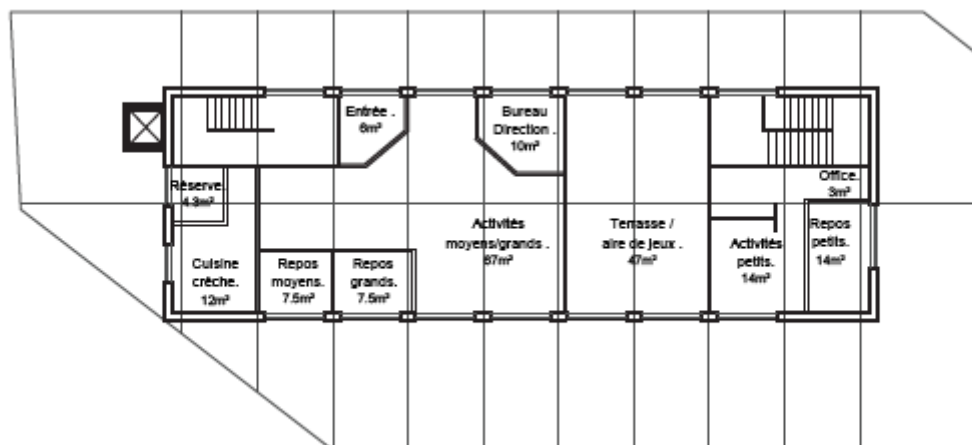 Entrée .
6m²
Bureau
Direction .
10m²
Réserve.
4.3m²
Office.
3m²
Activités
moyens/grands .
67m²
Terrasse /
aire de jeux .
47m²
Activités
petits.
14m²
Repos
petits.
14m²
Cuisine
crèche.
12m²
Repos
moyens.
7.5m²
Repos
grands.
7.5m²